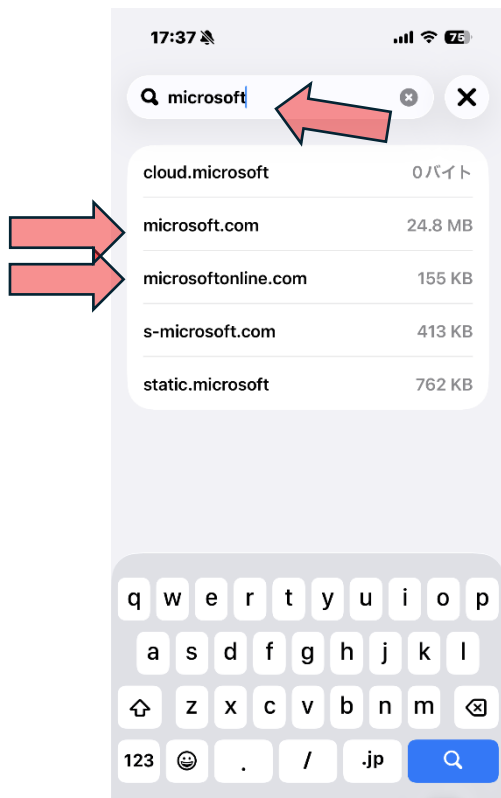 17:37
75
microsoft
cloud.microsoft 0バイト
microsoft.com 24.8 MB
microsoftonline.com 155 KB
s-microsoft.com 413 KB
static.microsoft 762 KB
q w e r t y u i o p
a s d f g h j k l
z x c v b n m
123 . / .jp